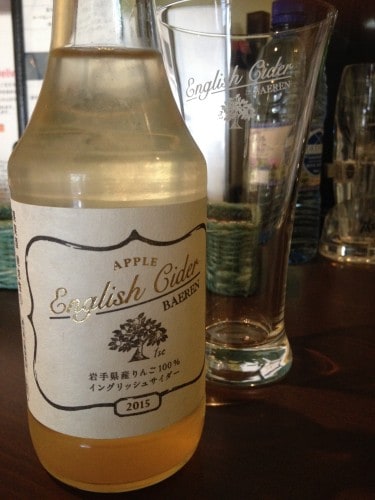 APPLE
English Cider
BAEREN
1st
岩手県産りんご100%
イングリッシュサイダー
2015
English Cider
BAEREN